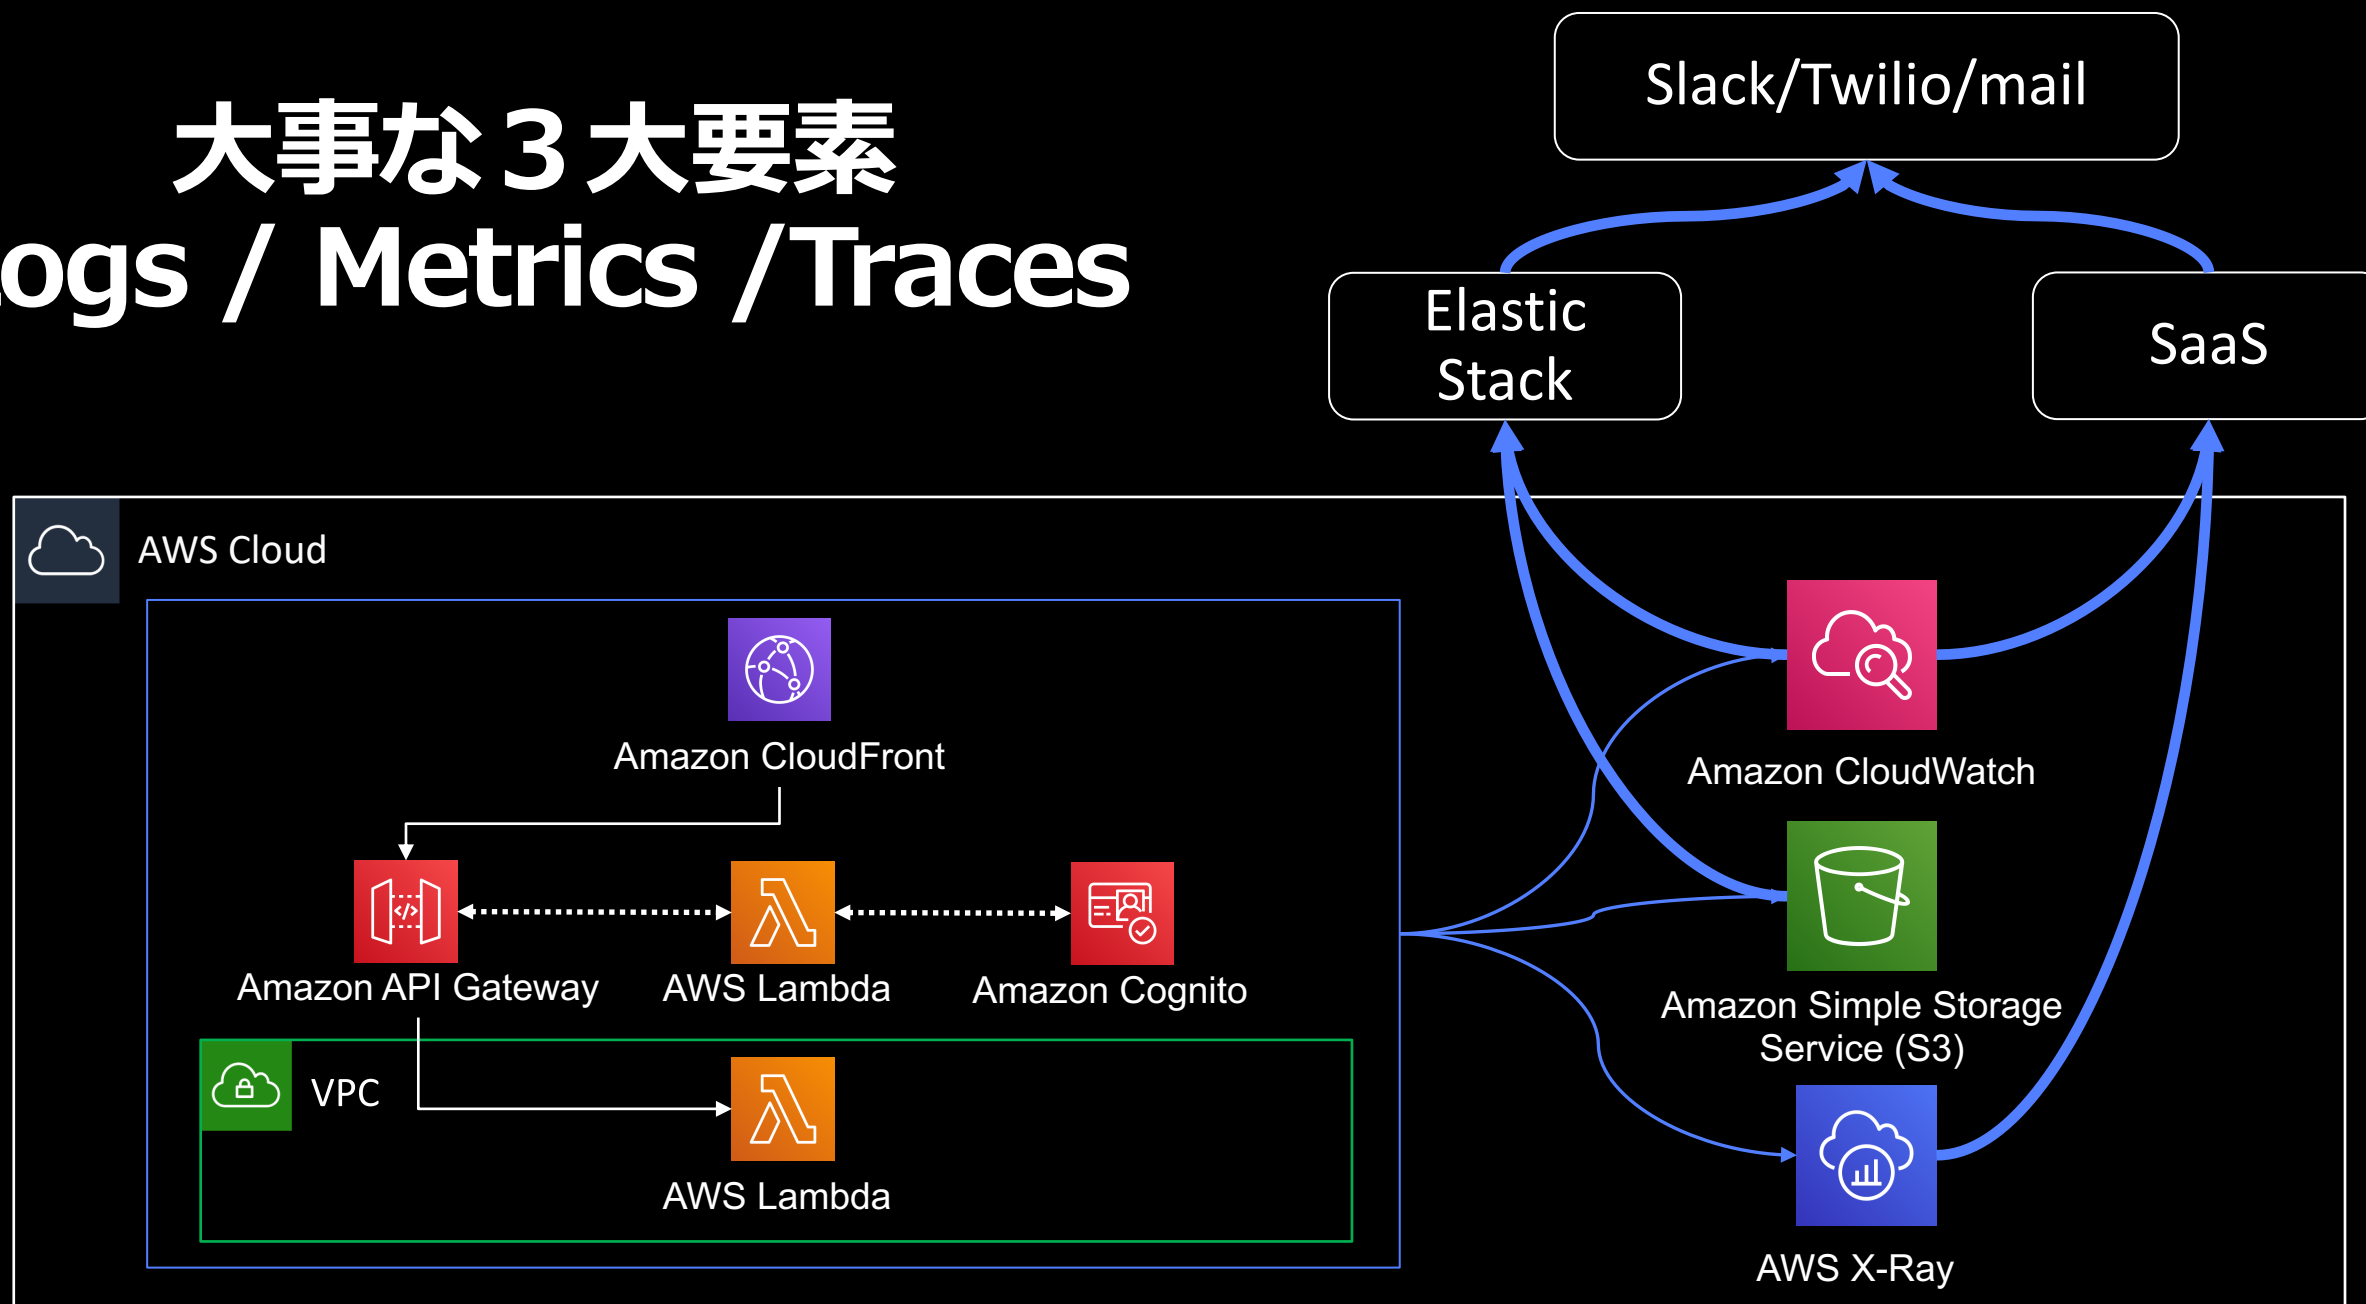 大事な３大要素
ogs / Metrics /Traces
Slack/Twilio/mail
Elastic
Stack
SaaS
AWS Cloud
Amazon CloudFront
Amazon API Gateway
AWS Lambda
Amazon Cognito
VPC
AWS Lambda
Amazon CloudWatch
Amazon Simple Storage
Service (S3)
AWS X-Ray